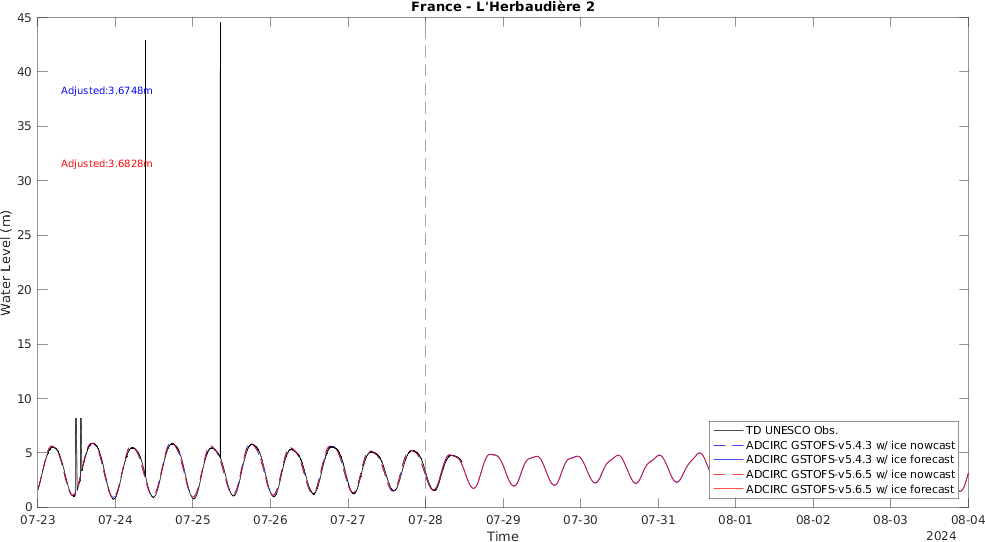 France - L'Herbaudière 2
45
40
35
30
25
20
15
10
5
0
Water Level (m)
Adjusted:3.6748m
Adjusted:3.6828m
TD UNESCO Obs.
ADCIRC GSTOFS-v5.4.3 w/ ice nowcast
ADCIRC GSTOFS-v5.4.3 w/ ice forecast
ADCIRC GSTOFS-v5.6.5 w/ ice nowcast
ADCIRC GSTOFS-v5.6.5 w/ ice forecast
07-23 07-24 07-25 07-26 07-27 07-28 07-29 07-30 07-31 08-01 08-02 08-03 08-04
Time
2024